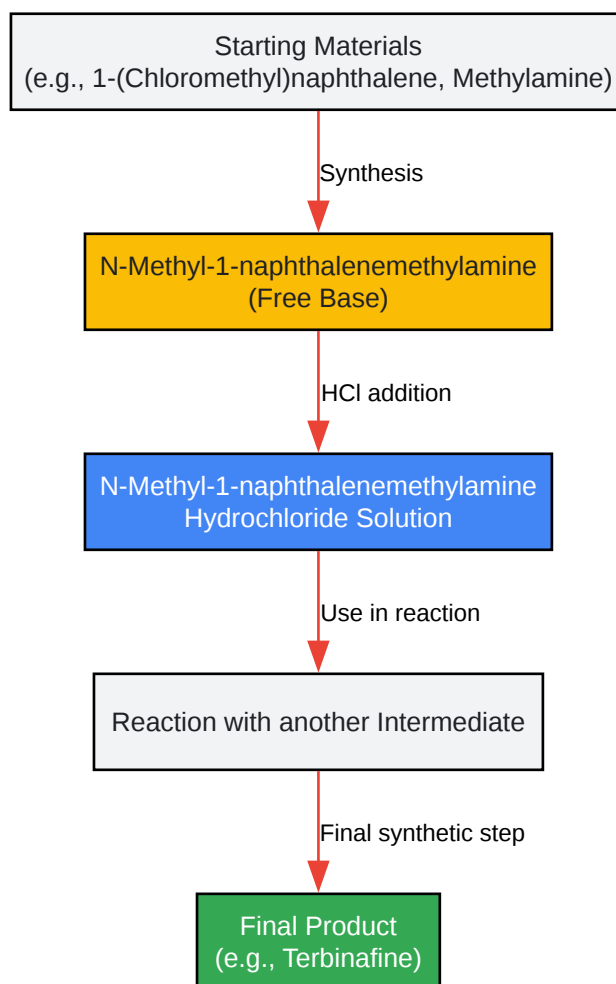 Starting Materials
(e.g., 1-(Chloromethyl)naphthalene, Methylamine)
Synthesis
N-Methyl-1-naphthalenemethylamine
(Free Base)
HCl addition
N-Methyl-1-naphthalenemethylamine
Hydrochloride Solution
Use in reaction
Reaction with another Intermediate
Final synthetic step
Final Product
(e.g., Terbinafine)